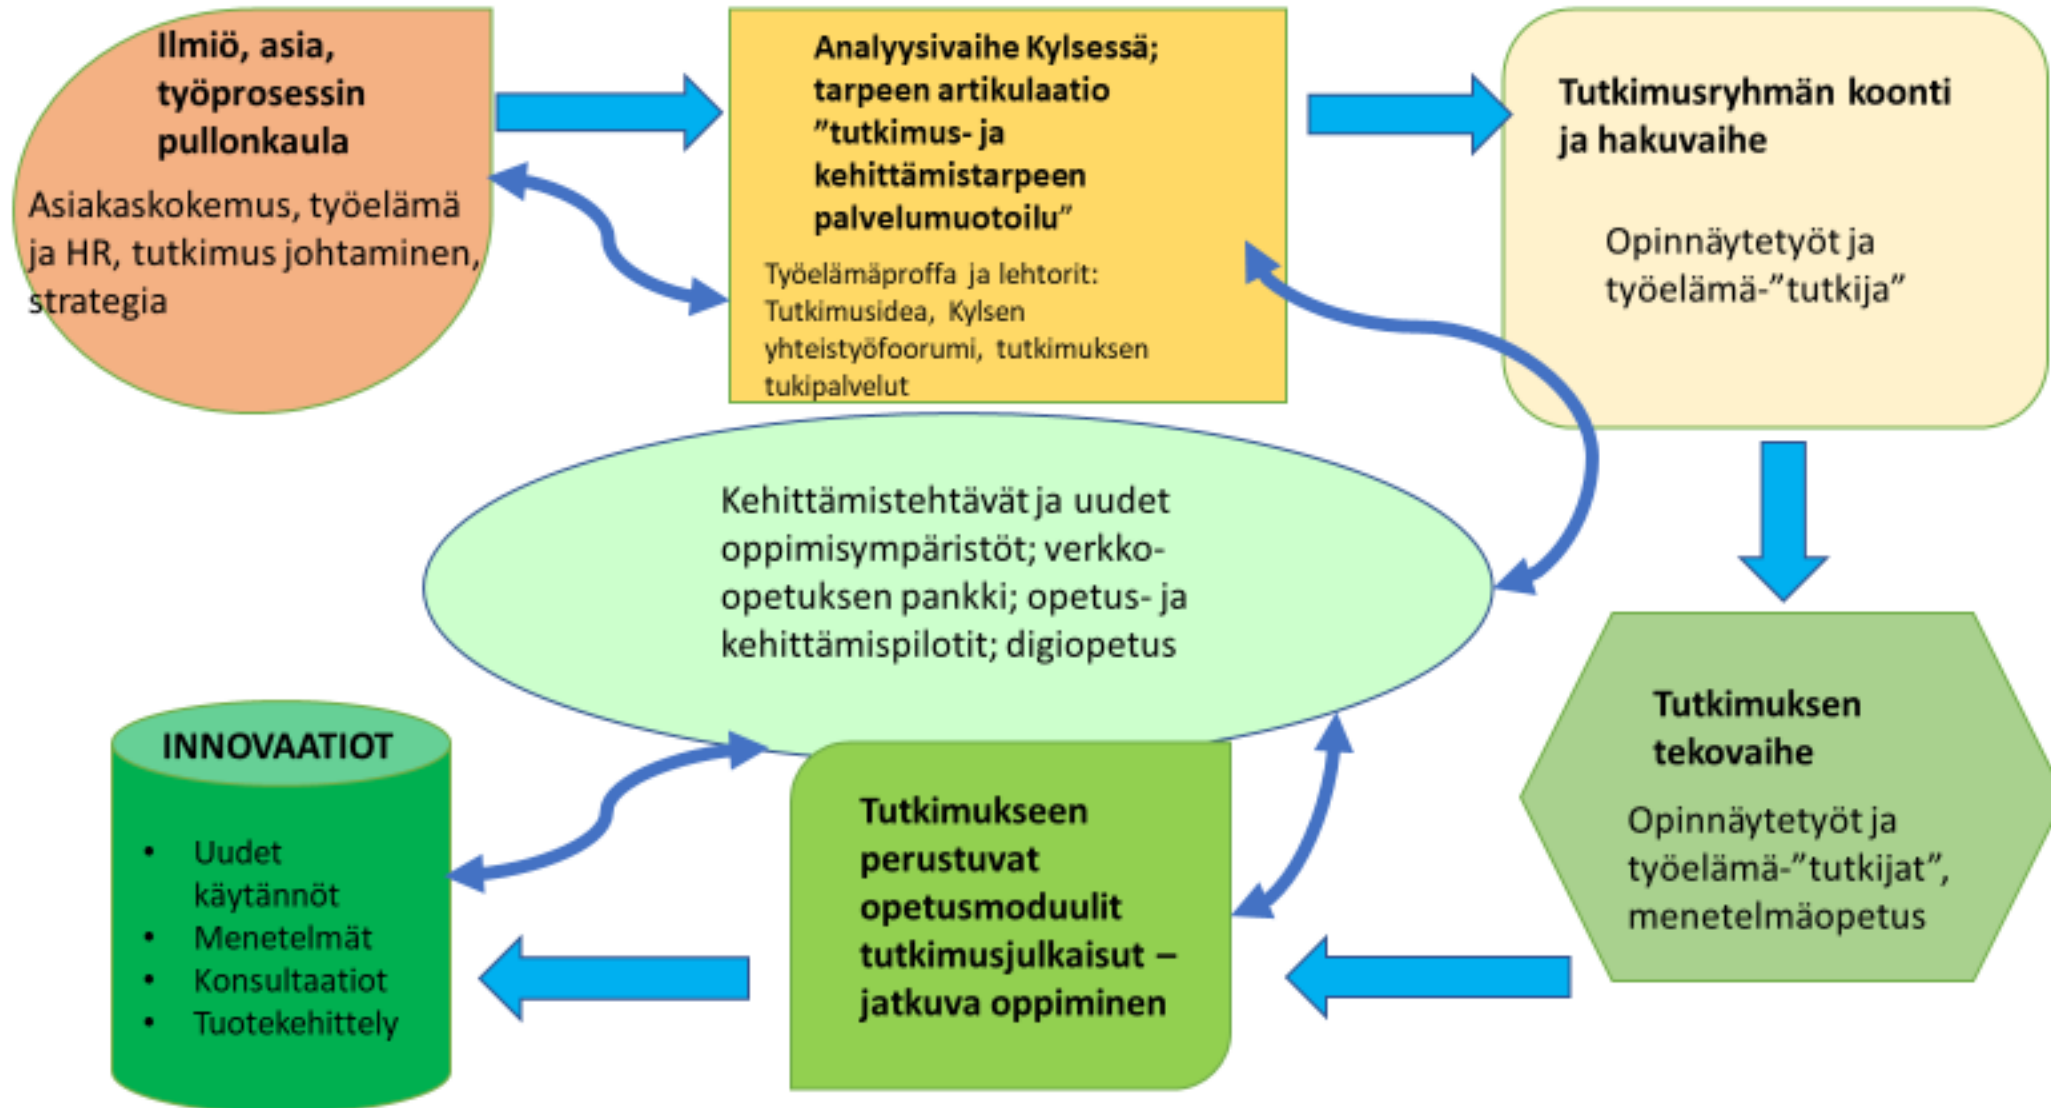 Ilmiö, asia,
työprosessin
pullonkaula
Asiakaskokemus, työelämä
ja HR, tutkimus johtaminen,
strategia
Analyysivaihe Kylsessä;
tarpeen artikulaatio
”tutkimus- ja
kehittämistarpeen
palvelumuotoilu”
Työelämäproffa ja lehtorit:
Tutkimusidea, Kylsen
yhteistyöfoorumi, tutkimuksen
tukipalvelut
Tutkimusryhmän koonti
ja hakuvaihe
Opinnäytetyöt ja
työelämä-”tutkija”
Kehittämistehtävät ja uudet
oppimisympäristöt; verkko-
opetuksen pankki; opetus- ja
kehittämispilotit; digiopetus
Tutkimuksen
tekovaihe
Opinnäytetyöt ja
työelämä-”tutkijat”,
menetelmäopetus
Tutkimukseen
perustuvat
opetusmoduulit
tutkimusjulkaisut –
jatkuva oppiminen
INNOVAATIOT
• Uudet
käytännöt
• Menetelmät
• Konsultaatiot
• Tuotekehittely